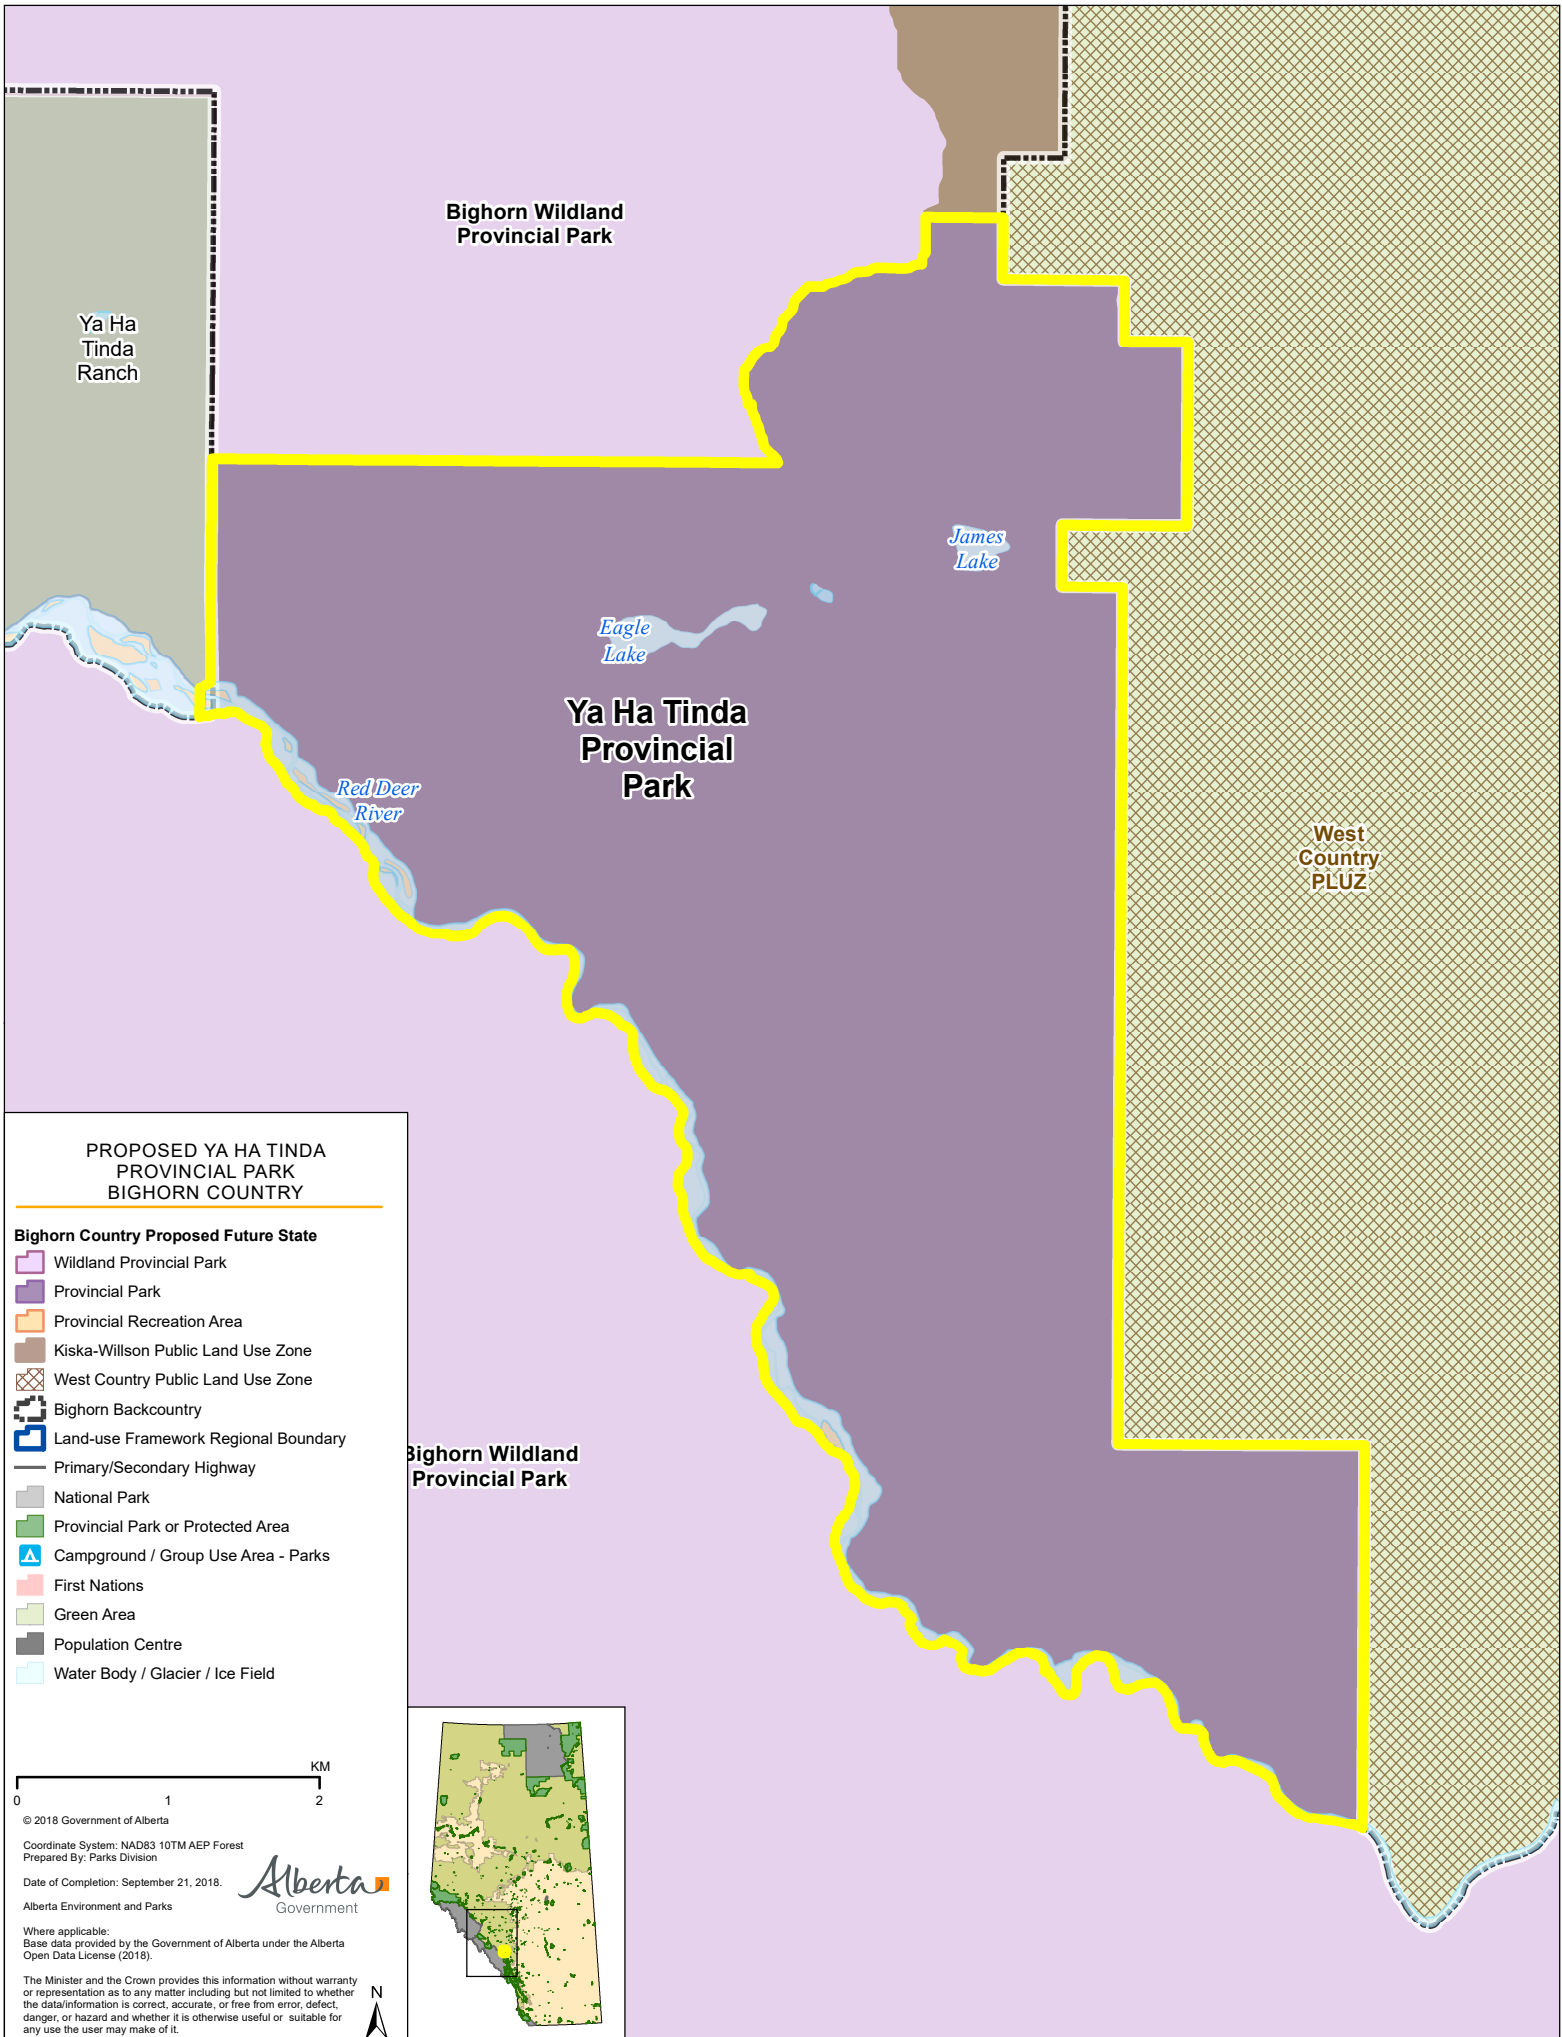 Bighorn Wildland
Provincial Park
Ya Ha
Tinda
Ranch
James
Lake
Eagle
Lake
Ya Ha Tinda
Provincial
Park
Red Deer
River
West
Country
PLUZ
Bighorn Wildland
Provincial Park
PROPOSED YA HA TINDA
PROVINCIAL PARK
BIGHORN COUNTRY
Bighorn Country Proposed Future State
Wildland Provincial Park
Provincial Park
Provincial Recreation Area
Kiska-Willson Public Land Use Zone
West Country Public Land Use Zone
Bighorn Backcountry
Land-use Framework Regional Boundary
Primary/Secondary Highway
National Park
Provincial Park or Protected Area
Campground / Group Use Area - Parks
First Nations
Green Area
Population Centre
Water Body / Glacier / Ice Field
KM
0 1 2
© 2018 Government of Alberta
Coordinate System: NAD83 10TM AEP Forest
Prepared By: Parks Division
Date of Completion: September 21, 2018.
Alberta
Government
Alberta Environment and Parks
Where applicable:
Base data provided by the Government of Alberta under the Alberta
Open Data License (2018).
The Minister and the Crown provides this information without warranty
or representation as to any matter including but not limited to whether
the data/information is correct, accurate, or free from error, defect,
danger, or hazard and whether it is otherwise useful or suitable for
any use the user may make of it.
N